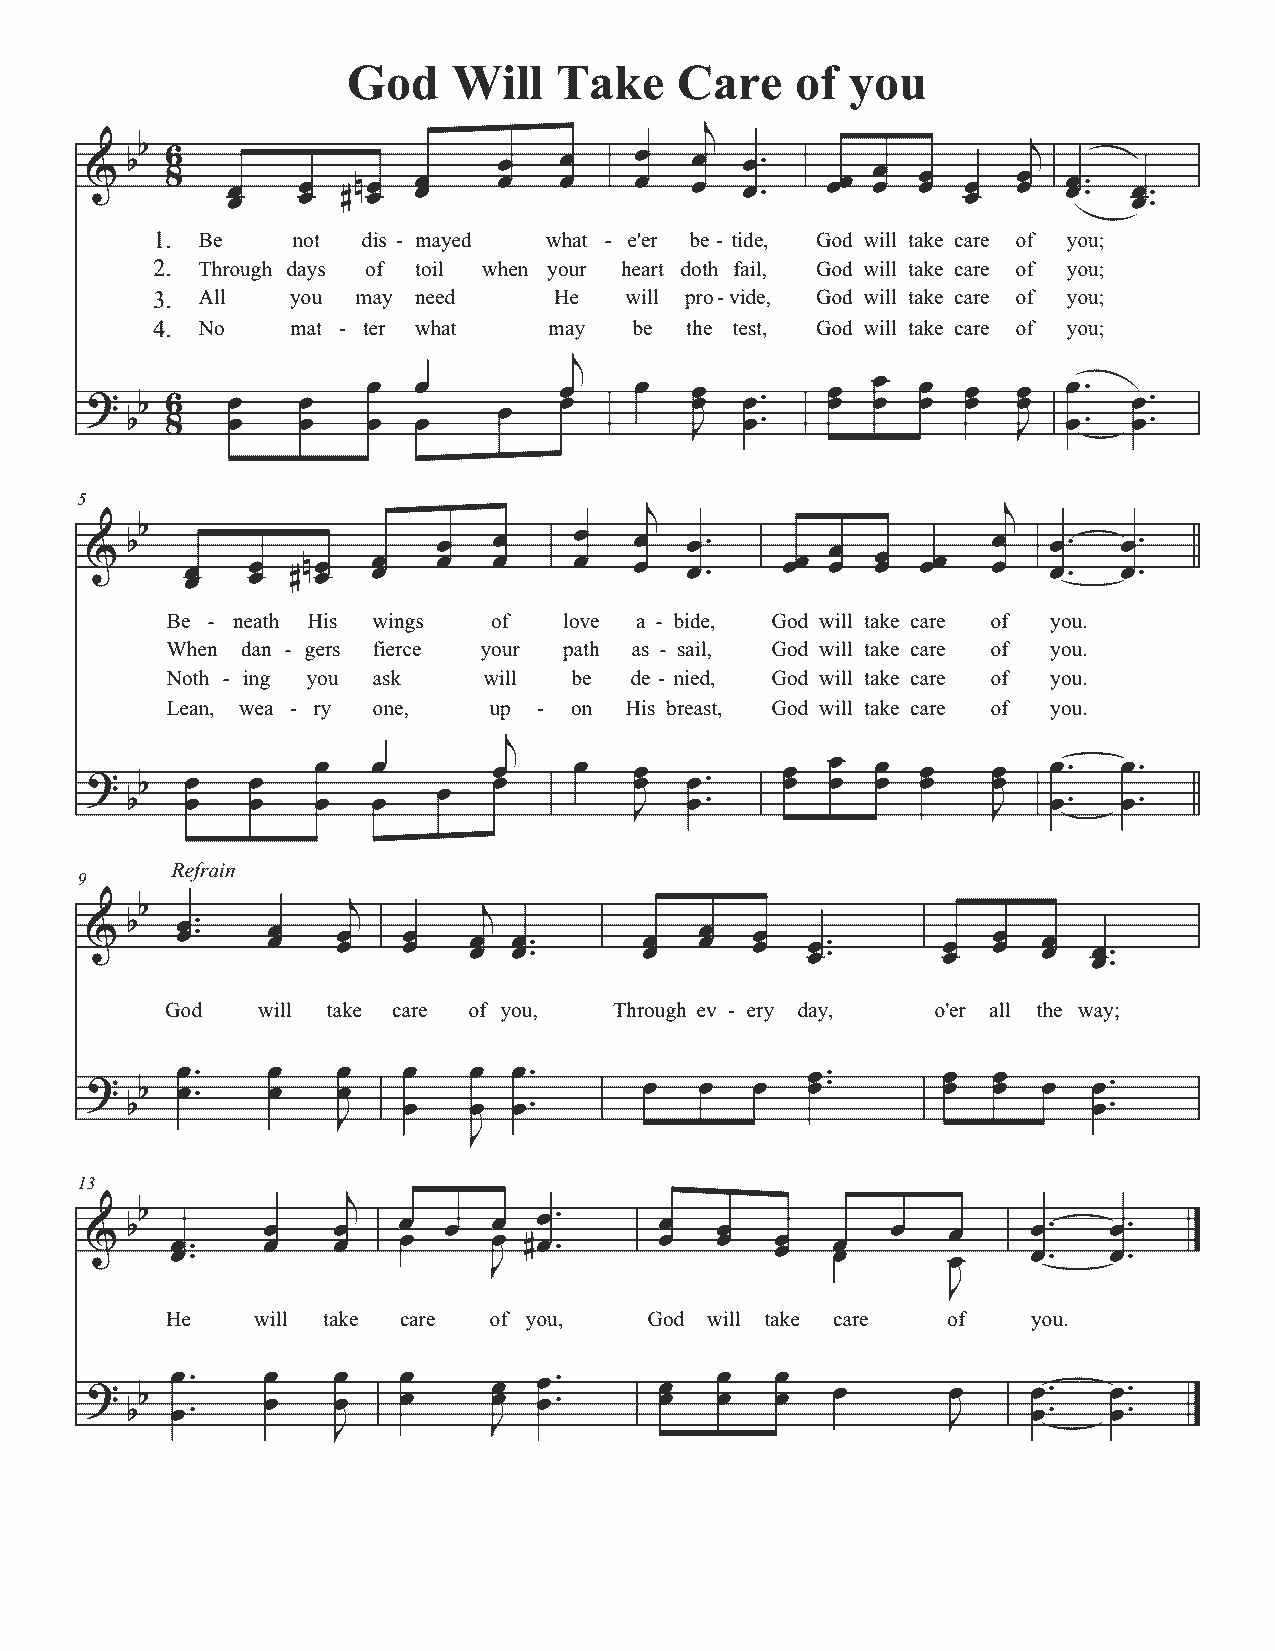 God Will Take Care of you
1. Be not dis - mayed what - e'er be - tide, God will take care of you;
2. Through days of toil when your heart doth fail, God will take care of you;
3. All you may need He will pro - vide, God will take care of you;
4. No mat - ter what may be the test, God will take care of you;
5
Be - neath His wings of love a - bide, God will take care of you.
When dan - gers fierce your path as - sail, God will take care of you.
Noth - ing you ask will be de - nied, God will take care of you.
Lean, wea - ry one, up - on His breast, God will take care of you.
Refrain
9
God will take care of you, Through ev - ery day, o'er all the way;
13
He will take care of you, God will take care of you.